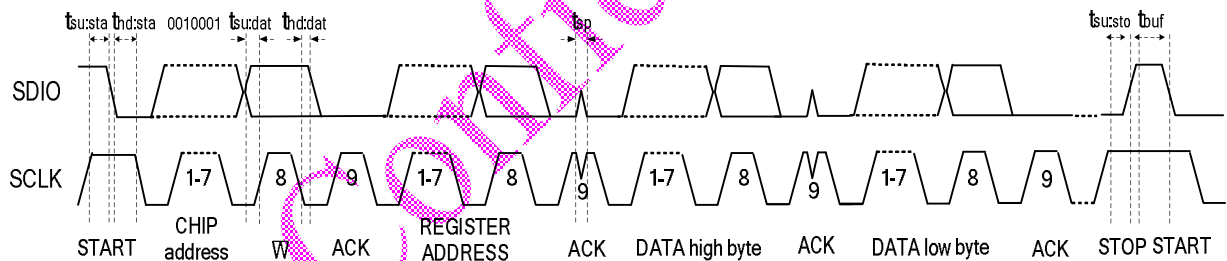 tsu:sta thd:sta 0010001 tsu:dat thd:dat tsp tsu:sto tbuf
SDIO
SCLK 1-7 8 9 1-7 8 9 1-7 8 9 1-7 8 9
START CHIP address W ACK REGISTER ADDRESS ACK DATA high byte ACK DATA low byte ACK STOP START
Confid